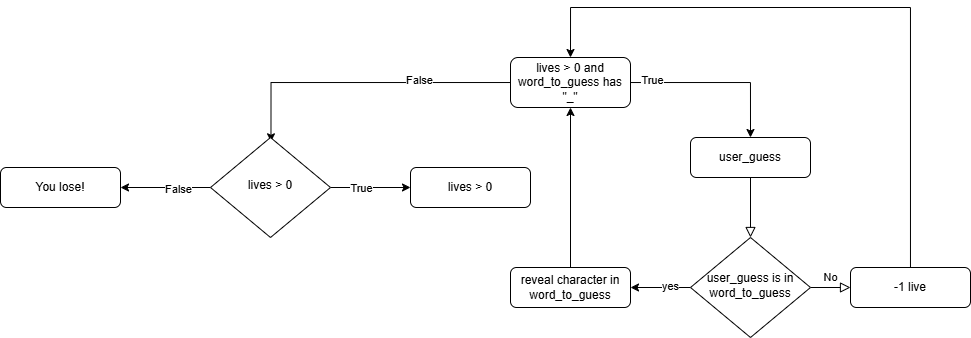 lives > 0 and
word_to_guess has
"_"
False
True
user_guess
You lose!
False
lives > 0
True
lives > 0
user_guess is in
word_to_guess
yes
No
reveal character in
word_to_guess
-1 live